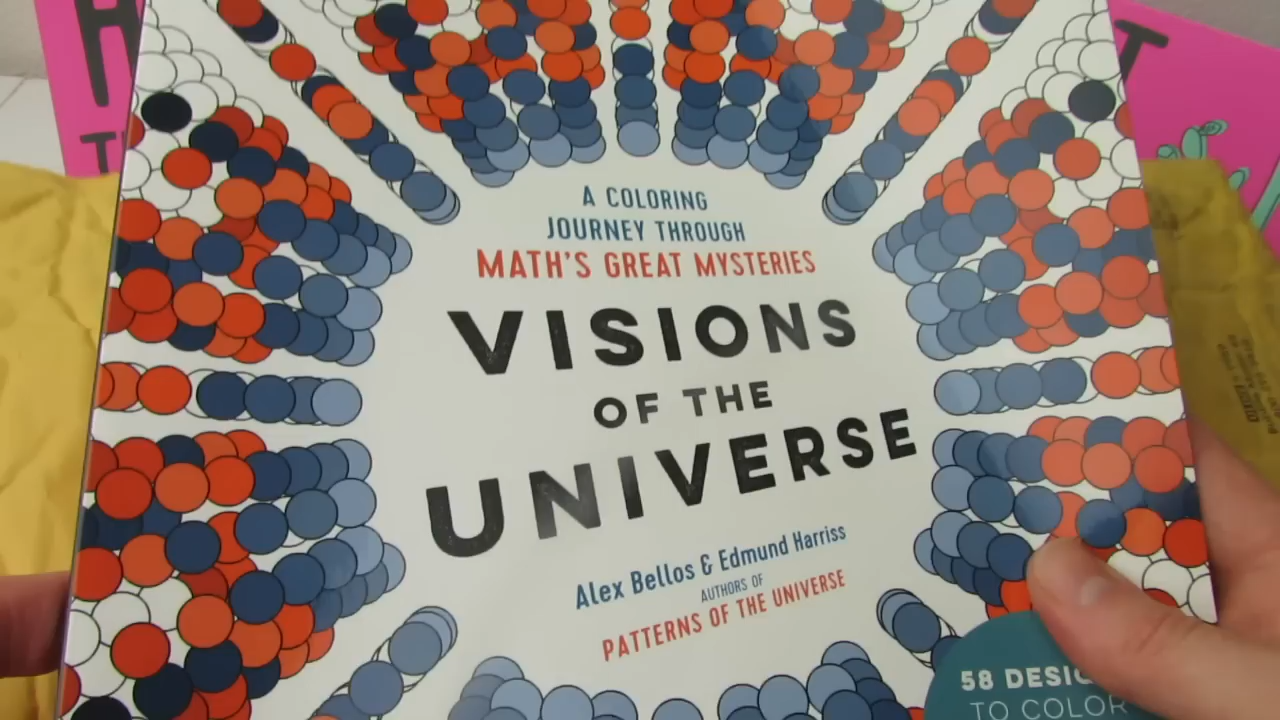 A COLORING
JOURNEY THROUGH
MATH'S GREAT MYSTERIES
VISIONS
OF THE
UNIVERSE
Alex Bellos & Edmund Harriss
AUTHORS OF
PATTERNS OF THE UNIVERSE
58
TO COLOR